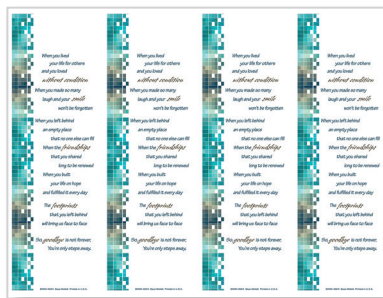 When you lived
your life for others
and you loved
without condition
When you made so many
laugh and your smile
won't be forgotten
When you left behind
an empty place
that no one else can fill
When the friendships
that you shared
long to be renewed
When you built
your life on hope
and fulfilled it every day
The footprints
that you left behind
will bring us face to face
This goodbye is not forever,
You're only steps away.
When you lived
your life for others
and you loved
without condition
When you made so many
laugh and your smile
won't be forgotten
When you left behind
an empty place
that no one else can fill
When the friendships
that you shared
long to be renewed
When you built
your life on hope
and fulfilled it every day
The footprints
that you left behind
will bring us face to face
This goodbye is not forever,
You're only steps away.
When you lived
your life for others
and you loved
without condition
When you made so many
laugh and your smile
won't be forgotten
When you left behind
an empty place
that no one else can fill
When the friendships
that you shared
long to be renewed
When you built
your life on hope
and fulfilled it every day
The footprints
that you left behind
will bring us face to face
This goodbye is not forever,
You're only steps away.
When you lived
your life for others
and you loved
without condition
When you made so many
laugh and your smile
won't be forgotten
When you left behind
an empty place
that no one else can fill
When the friendships
that you shared
long to be renewed
When you built
your life on hope
and fulfilled it every day
The footprints
that you left behind
will bring us face to face
This goodbye is not forever,
You're only steps away.
Printed in U.S.A.
Printed in U.S.A.
Printed in U.S.A.
Printed in U.S.A.